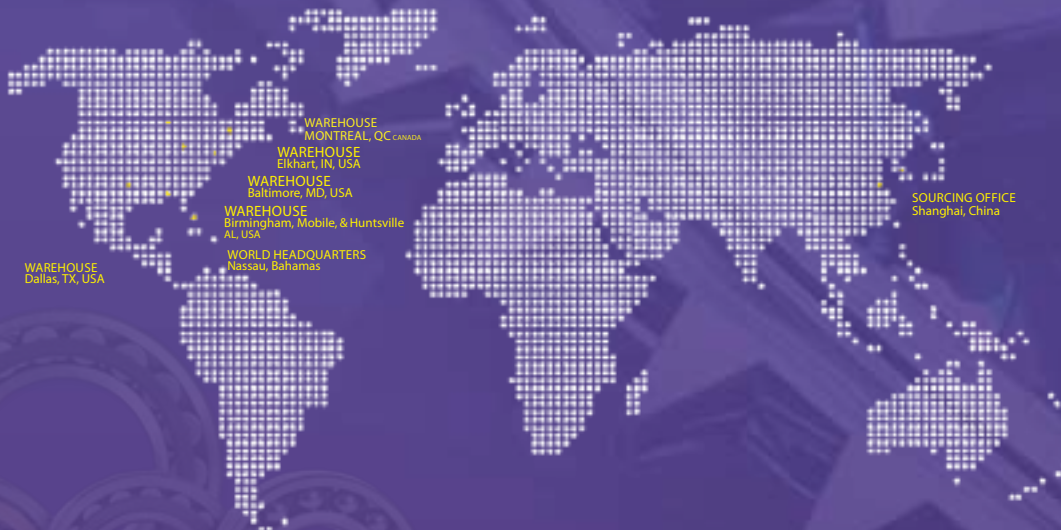 WAREHOUSE
MONTREAL, QC CANADA
WAREHOUSE
Elkhart, IN, USA
WAREHOUSE
Baltimore, MD, USA
WAREHOUSE
Birmingham, Mobile, & Huntsville
AL, USA
WORLD HEADQUARTERS
Nassau, Bahamas
WAREHOUSE
Dallas, TX, USA
SOURCING OFFICE
Shanghai, China